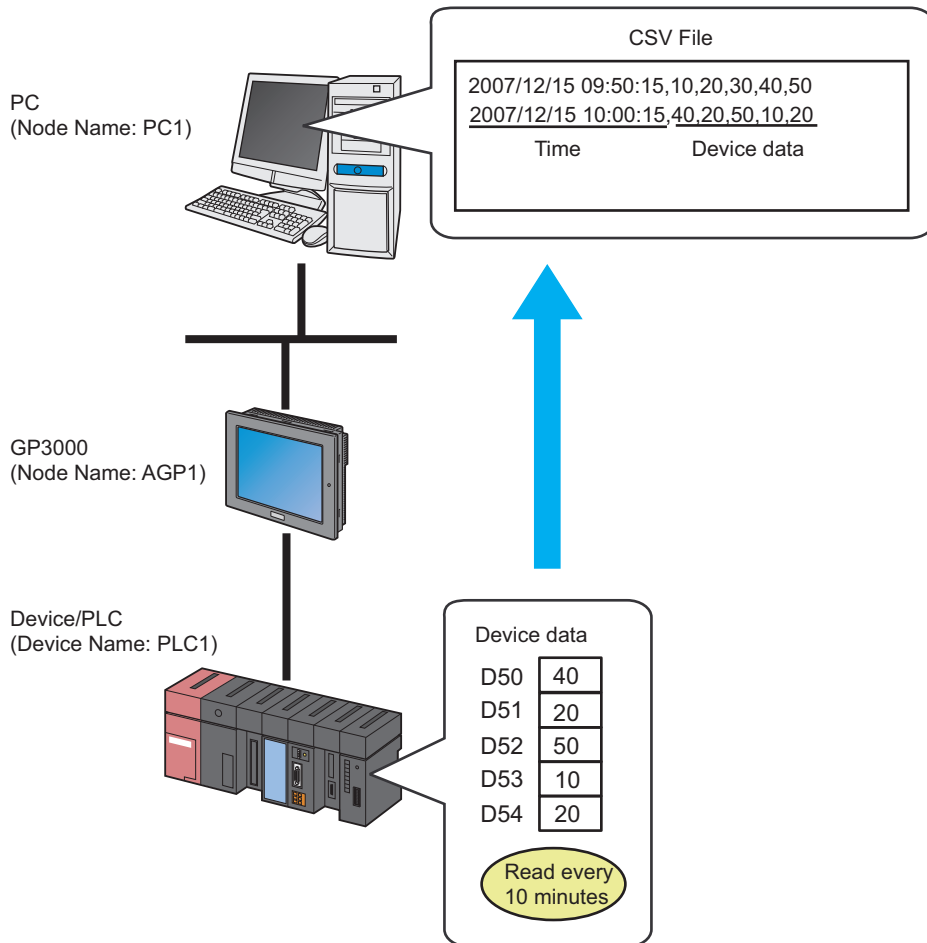 CSV File
2007/12/15 09:50:15,10,20,30,40,50
2007/12/15 10:00:15,40,20,50,10,20
Time Device data
PC
(Node Name: PC1)
GP3000
(Node Name: AGP1)
Device/PLC
(Device Name: PLC1)
Device data
D50 40
D51 20
D52 50
D53 10
D54 20
Read every
10 minutes